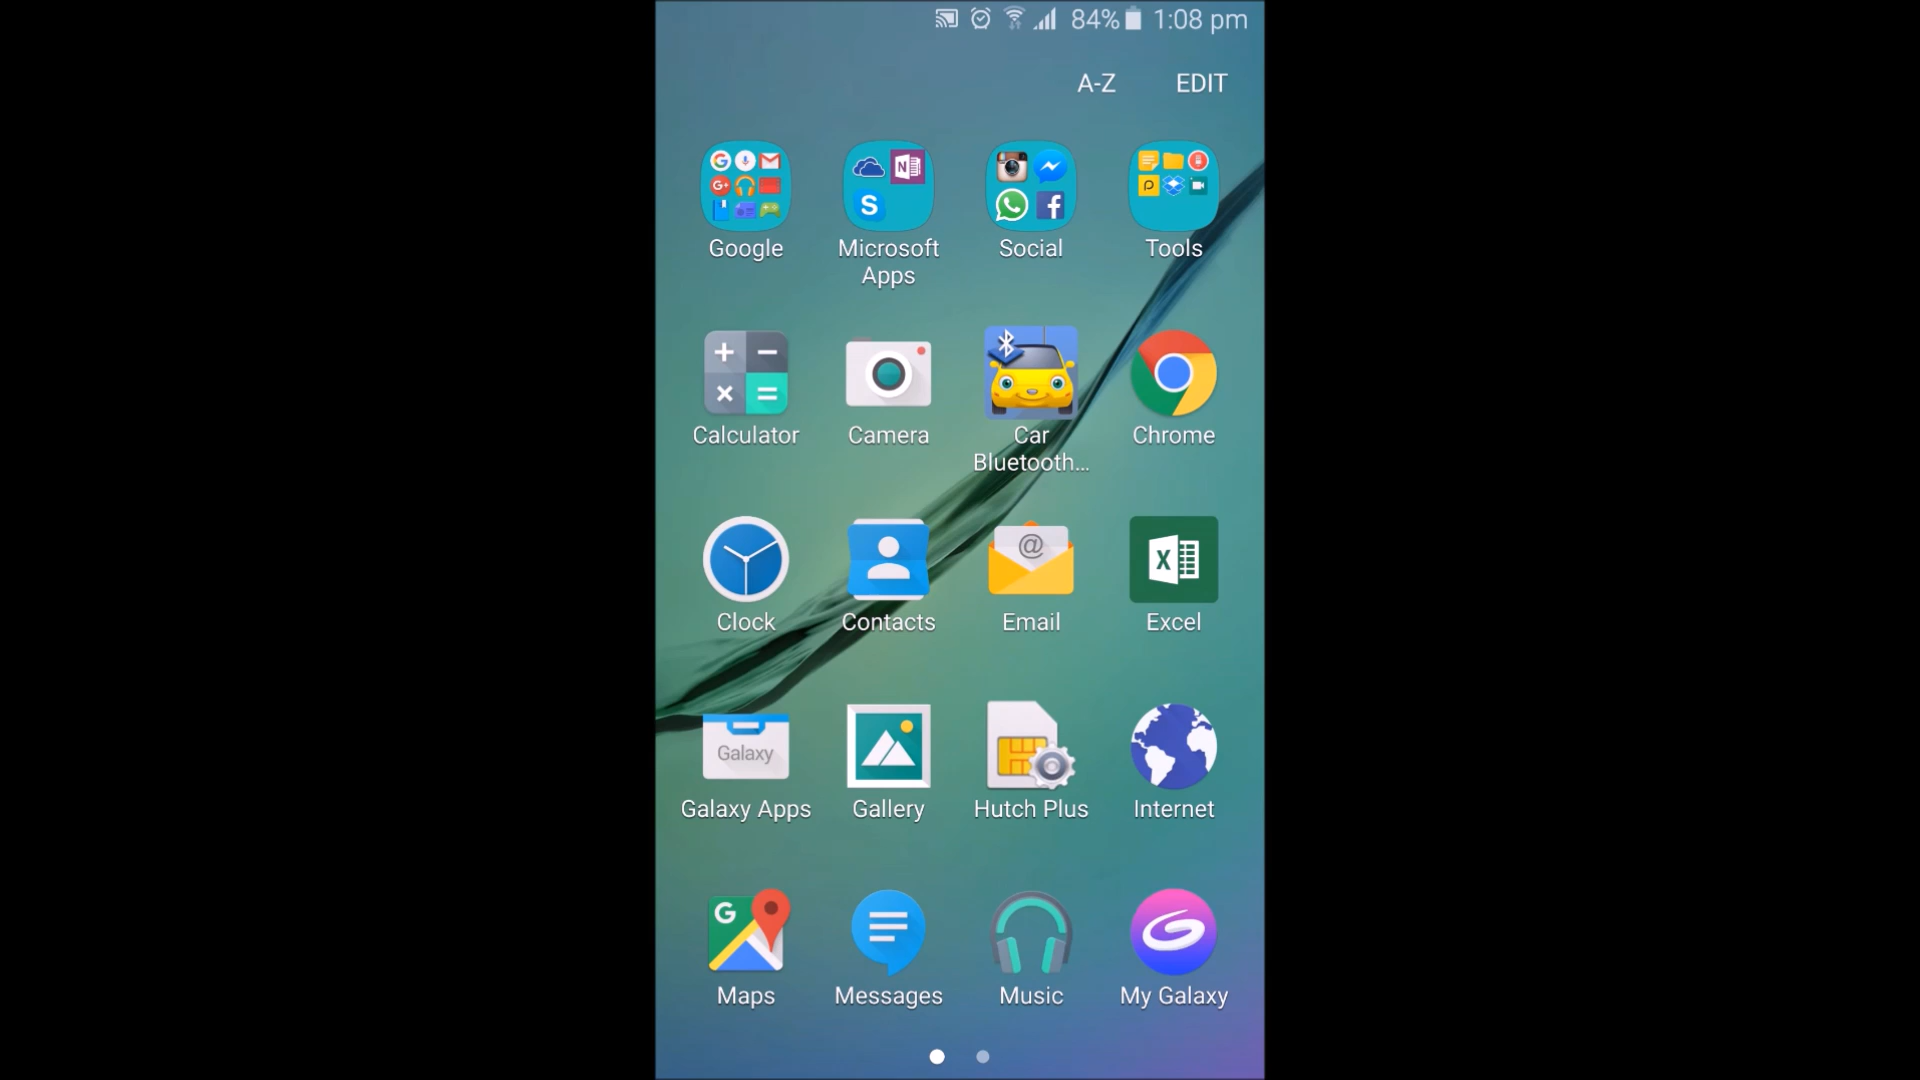 84% 1:08 pm
A-Z EDIT
Google
Microsoft
Apps
Social
Tools
Calculator
Camera
Car
Bluetooth...
Chrome
Clock
Contacts
Email
Excel
Galaxy
Galaxy Apps
Gallery
Hutch Plus
Internet
Maps
Messages
Music
My Galaxy